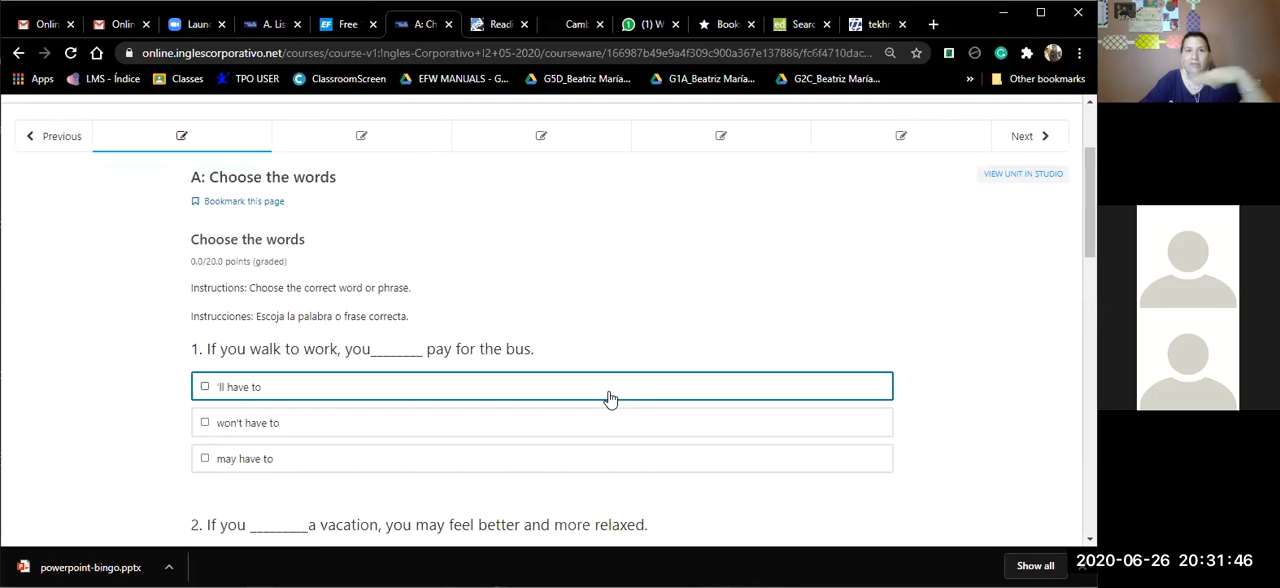 Onlin
Onlin
Laun
A. Lis
Free
A: Ch
Readi
Camb
(1) W
Book
Searc
tekhr
online.inglescorporativo.net/courses/course-v1:Ingles-Corporativo+I2+05-2020/courseware/166987b49e9a4f309c900a367e137886/fc6f4710dac...
Apps
LMS - Índice
Classes
TPO USER
ClassroomScreen
EFW MANUALS - G...
G5D_Beatriz María...
G1A_Beatriz María...
G2C_Beatriz María...
»
Other bookmarks
Previous
Next
A: Choose the words
VIEW UNIT IN STUDIO
Bookmark this page
Choose the words
0.0/20.0 points (graded)
Instructions: Choose the correct word or phrase.
Instrucciones: Escoja la palabra o frase correcta.
1. If you walk to work, you________ pay for the bus.
'll have to
won't have to
may have to
2. If you _________a vacation, you may feel better and more relaxed.
powerpoint-bingo.pptx
Show all
2020-06-26 20:31:46